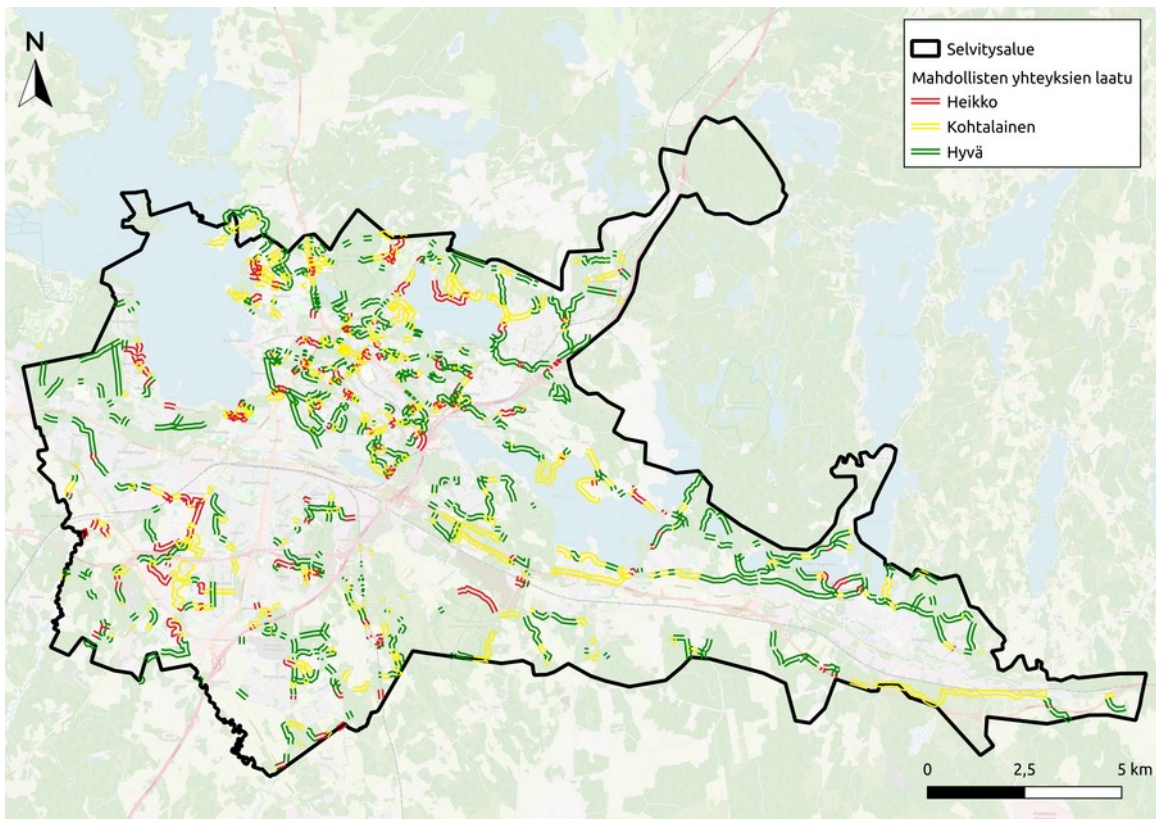 N
Selvitysalue
Mahdollisten yhteyksien laatu
Heikko
Kohtalainen
Hyvä
0 2,5 5 km